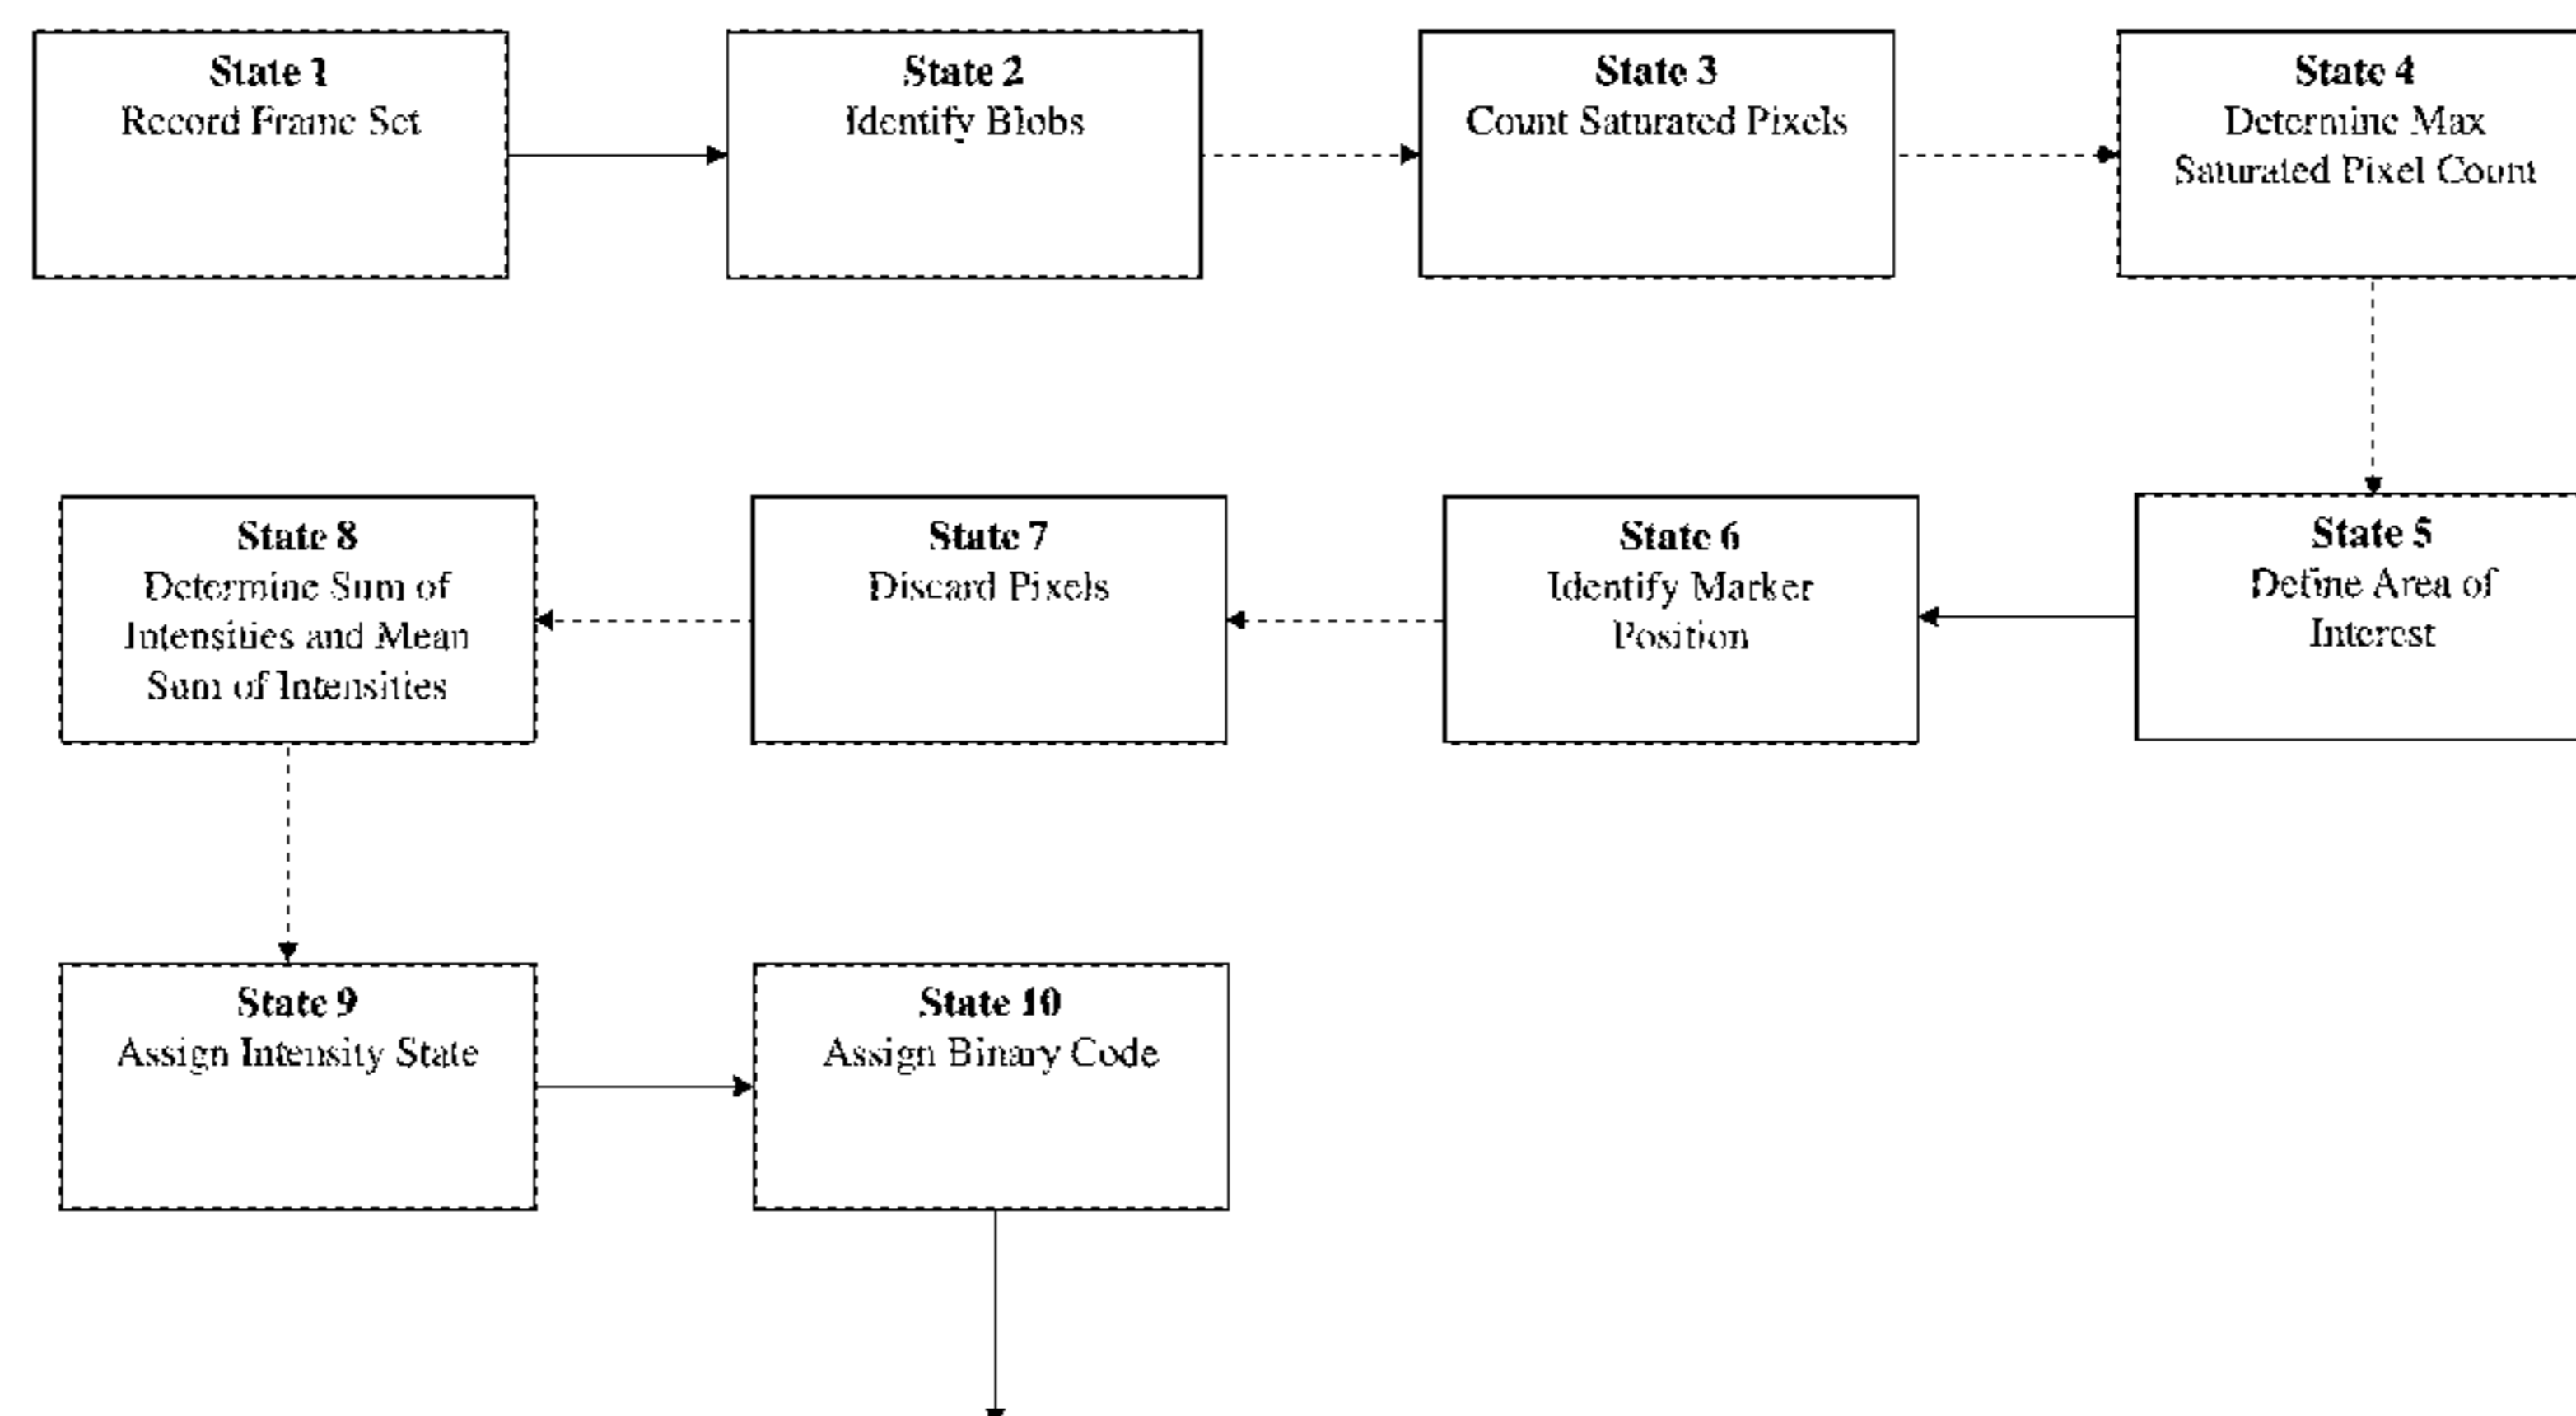 State 1
Record Frame Set
State 2
Identify Blobs
State 3
Count Saturated Pixels
State 4
Determine Max
Saturated Pixel Count
State 8
Determine Sum of
Intensities and Mean
Sum of Intensities
State 7
Discard Pixels
State 6
Identify Marker
Position
State 5
Define Area of
Interest
State 9
Assign Intensity State
State 10
Assign Binary Code